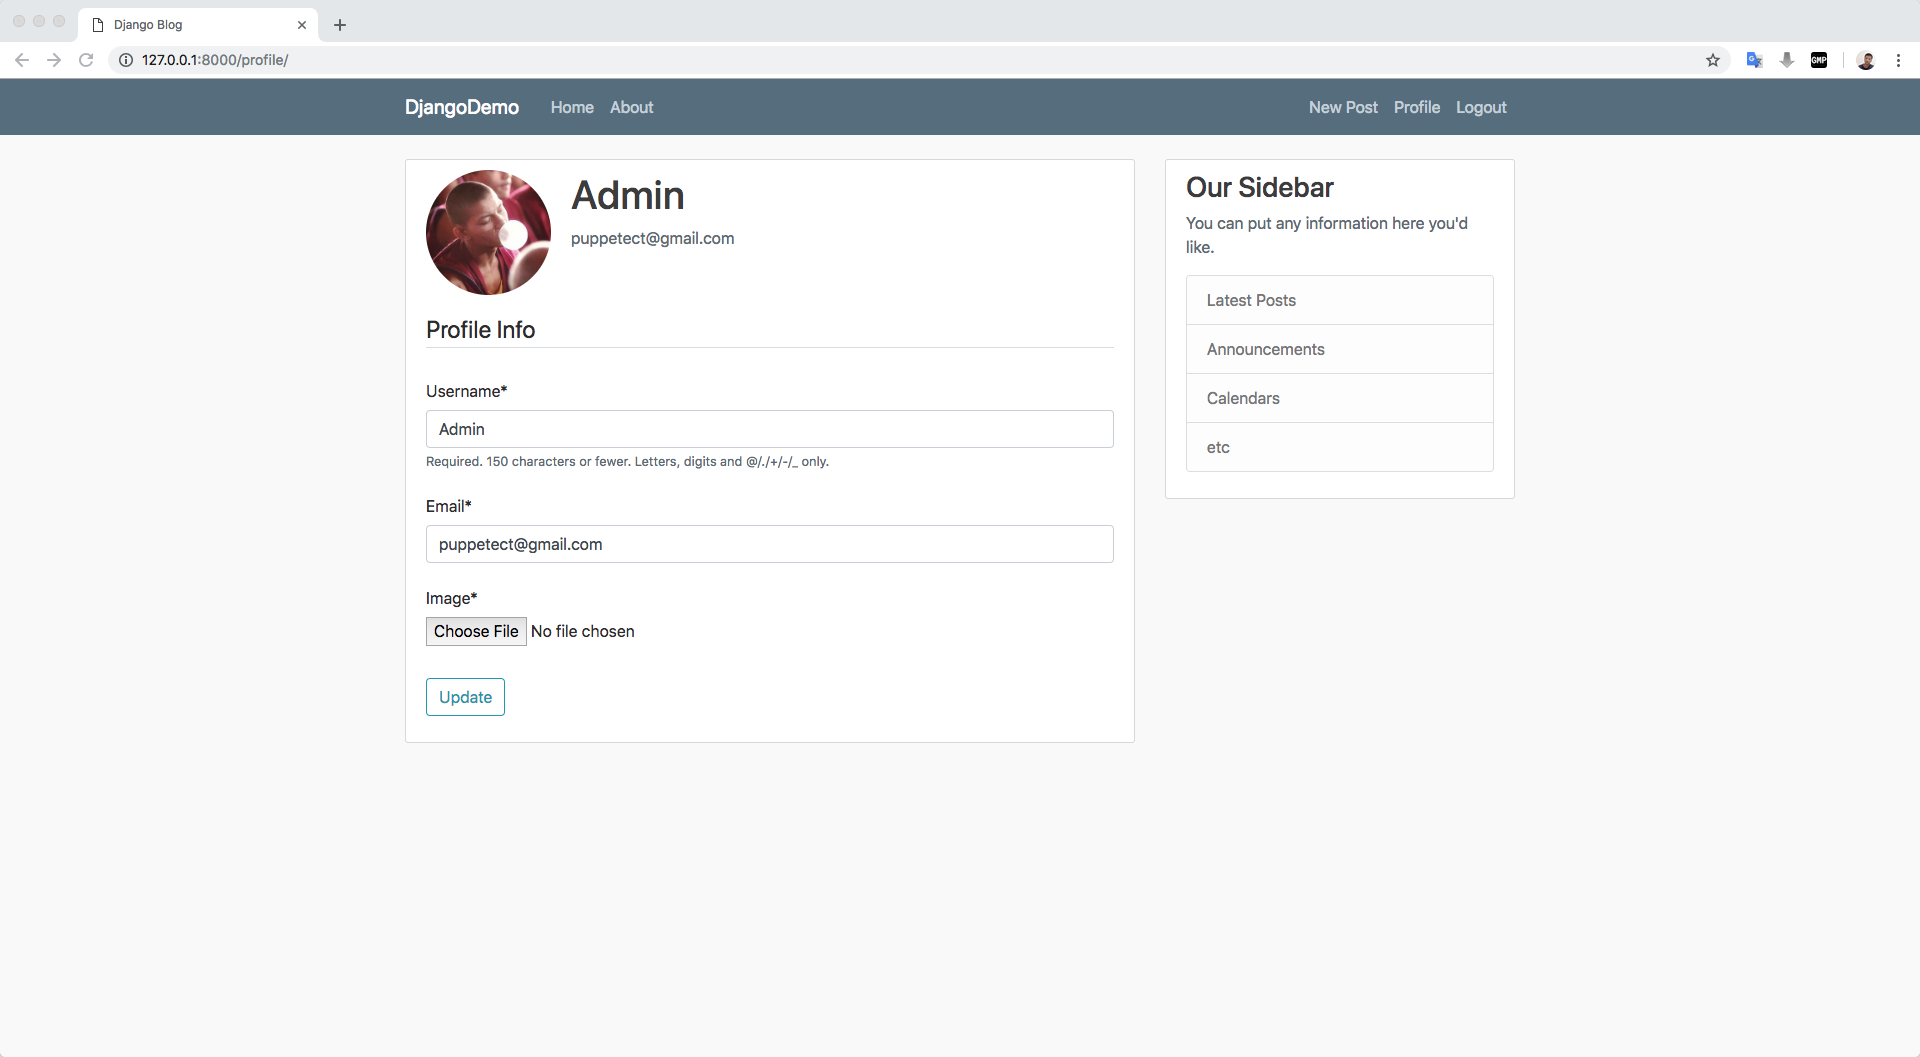 Django Blog
127.0.0.1:8000/profile/
GMP
DjangoDemo Home About New Post Profile Logout
Admin
puppetect@gmail.com
Profile Info
Username*
Admin
Required. 150 characters or fewer. Letters, digits and @/./+/-/_ only.
Email*
puppetect@gmail.com
Image*
Choose File No file chosen
Update
Our Sidebar
You can put any information here you'd
like.
Latest Posts
Announcements
Calendars
etc